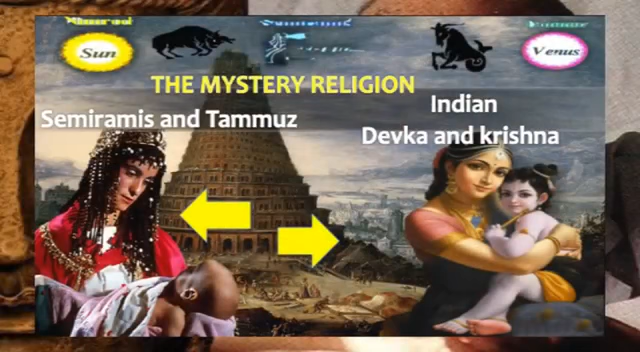 Sun
Venus
THE MYSTERY RELIGION
Semiramis and Tammuz
Indian
Devka and krishna